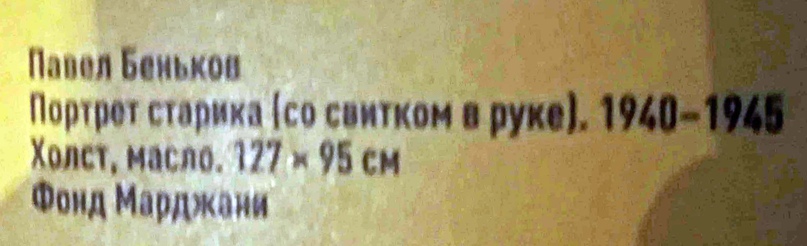 Павел Беньков
Портрет старика (со свитком в руке). 1940–1945
Холст, масло. 127 × 95 см
Фонд Марджани